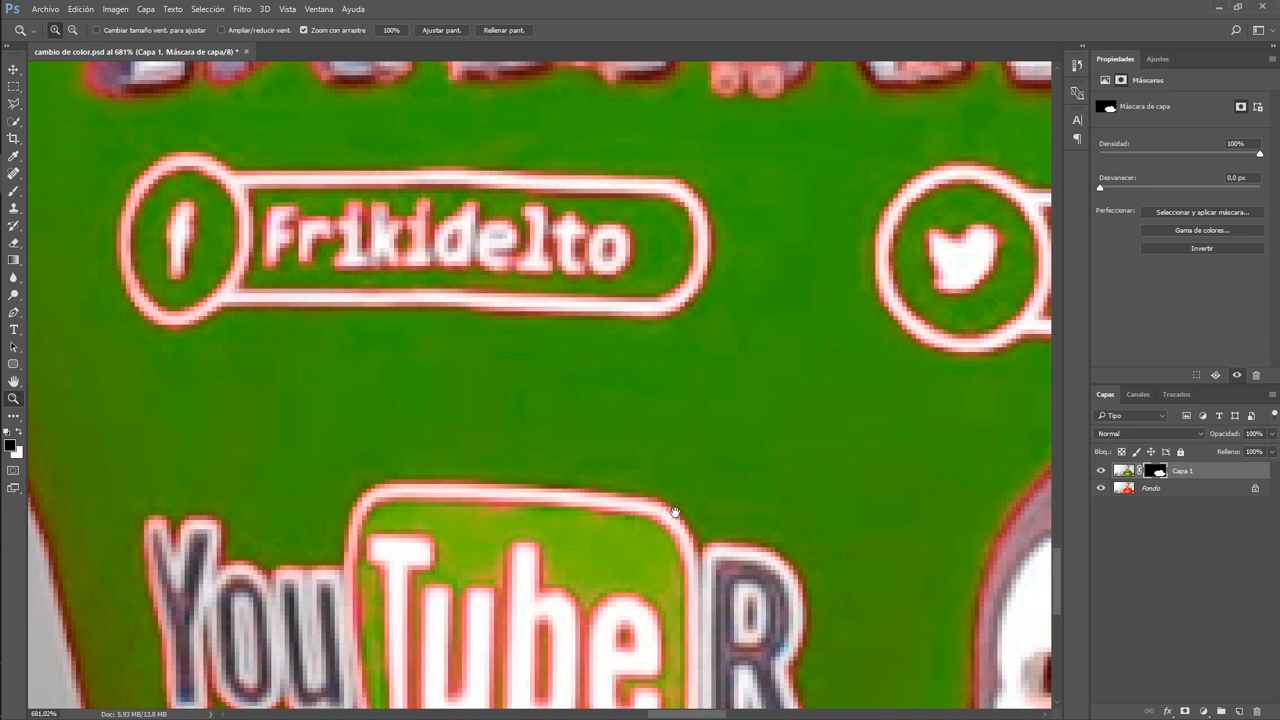 Ps Archivo Edición Imagen Capa Texto Selección Filtro 3D Vista Ventana Ayuda
Cambiar tamaño vent. para ajustar Ampliar/reducir vent. Zoom con arrastre 100% Ajustar pant. Rellenar pant.
cambio de color.psd al 681% (Capa 1, Máscara de capa/8) * ×
Propiedades Ajustes
Máscaras
Máscara de capa
Densidad: 100%
Desvanecer: 0,0 px
Perfeccionar: Seleccionar y aplicar máscara...
Gama de colores...
Invertir
f Frikidelto
YouTubeR
Capas Canales Trazados
Tipo
Normal Opacidad: 100%
Bloq.: Relleno: 100%
Capa 1
Fondo
681,02% Doc: 5,93 MB/13,8 MB